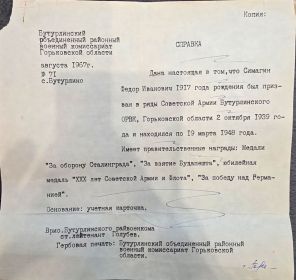 Копия:
Бутурлинский
объединенный районный
военный комиссариат
Горьковской области
СПРАВКА
августа 1967г.
№ 71
с.Бутурлино
Дана настоящая в том,что Симагин
Федор Иванович 1917 года рождения был приз-
ван в ряды Советской Армии Бутурлинского
ОРВК, Горьковской области 2 октября 1939 го-
да и находился по 19 марта 1948 года.
Имеет правительственные награды: Медали
"За оборону Сталинграда", "За взятие Будапешта", юбилейная
медаль "XXX лет Советской Армии и Флота", "За победу над Герма-
нией".
Основание: учетная карточка.
Врио.Бутурлинского райвоенкома
ст.лейтенант Голубев.
Гербовая печать: Бутурлинский объединенный районный
военный комиссариат Горьковской
области.